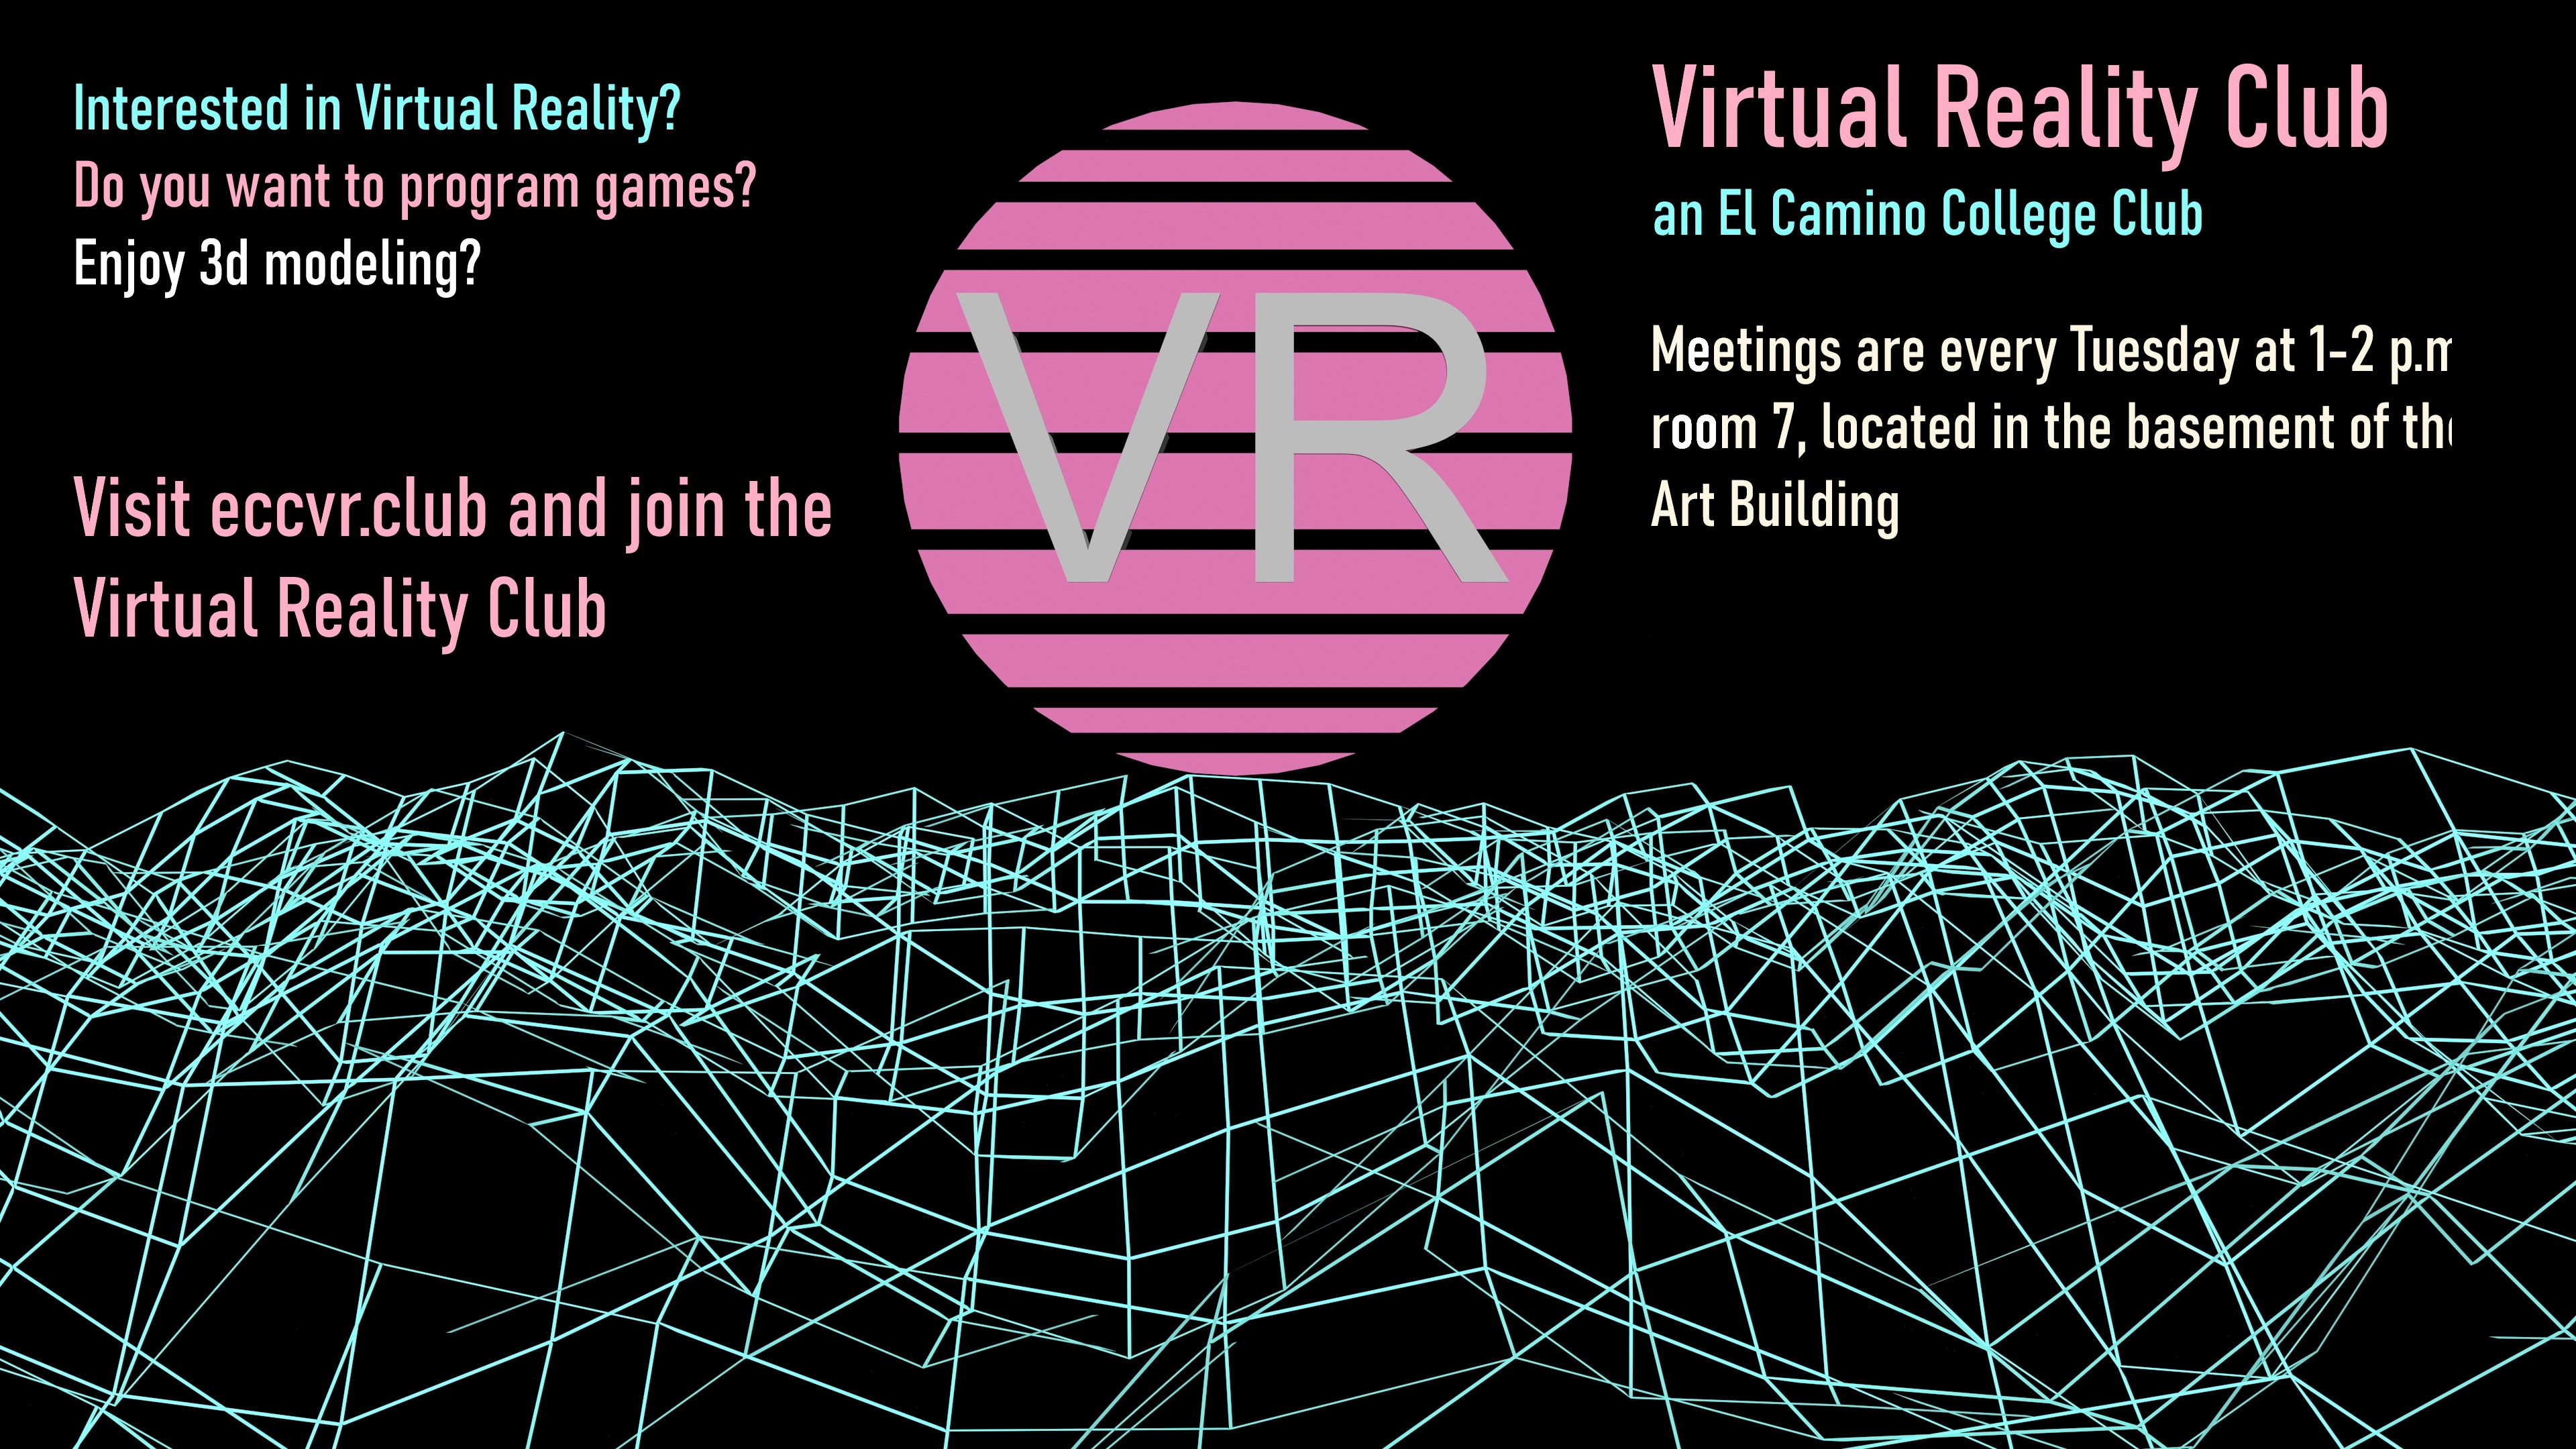 Interested in Virtual Reality?
Do you want to program games?
Enjoy 3d modeling?
Visit eccvr.club and join the
Virtual Reality Club
VR
Virtual Reality Club
an El Camino College Club
Meetings are every Tuesday at 1-2 p.m
room 7, located in the basement of the
Art Building